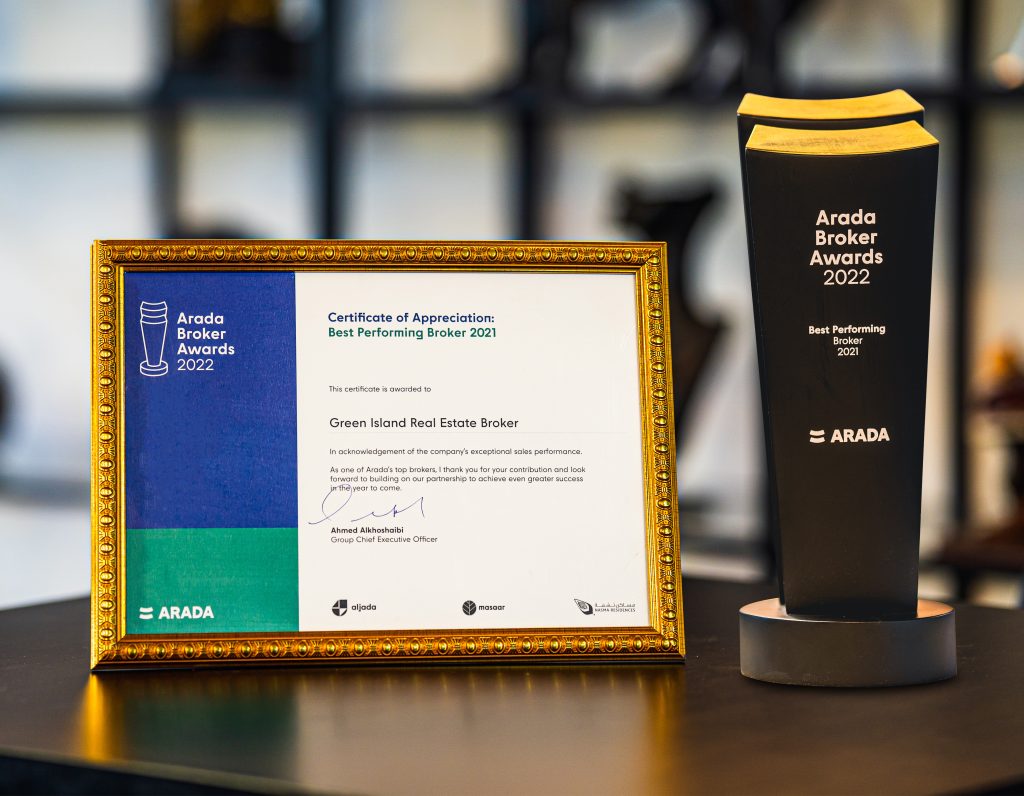 Arada
Broker
Awards
2022
ARADA
Certificate of Appreciation:
Best Performing Broker 2021
This certificate is awarded to
Green Island Real Estate Broker
In acknowledgement of the company's exceptional sales performance.
As one of Arada's top brokers, I thank you for your contribution and look
forward to building on our partnership to achieve even greater success
in the year to come.
Ahmed Alkhoshaibi
Group Chief Executive Officer
aljada
masaar
مساكن نسمة
NASMA RESIDENCES
Arada
Broker
Awards
2022
Best Performing
Broker
2021
ARADA